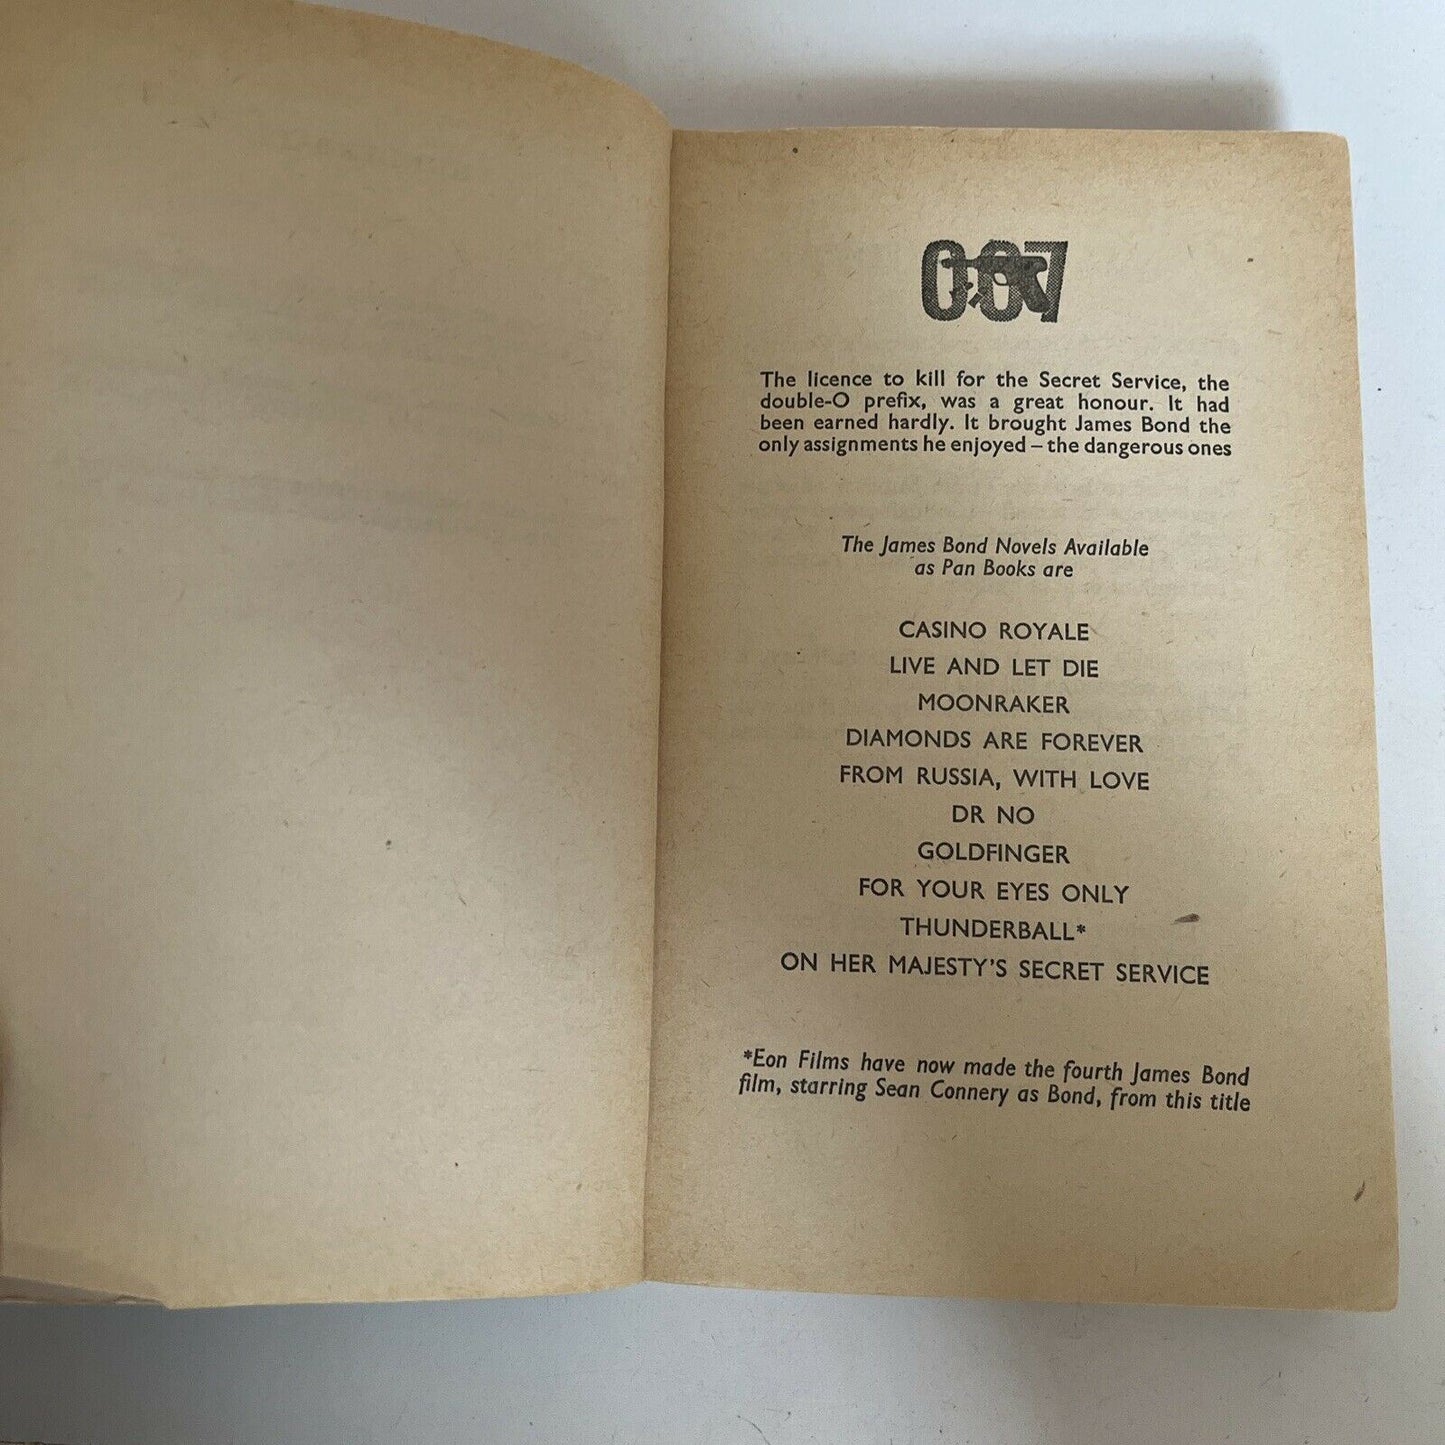 007
The licence to kill for the Secret Service, the
double-O prefix, was a great honour. It had
been earned hardly. It brought James Bond the
only assignments he enjoyed – the dangerous ones
The James Bond Novels Available
as Pan Books are
CASINO ROYALE
LIVE AND LET DIE
MOONRAKER
DIAMONDS ARE FOREVER
FROM RUSSIA, WITH LOVE
DR NO
GOLDFINGER
FOR YOUR EYES ONLY
THUNDERBALL*
ON HER MAJESTY'S SECRET SERVICE
*Eon Films have now made the fourth James Bond
film, starring Sean Connery as Bond, from this title